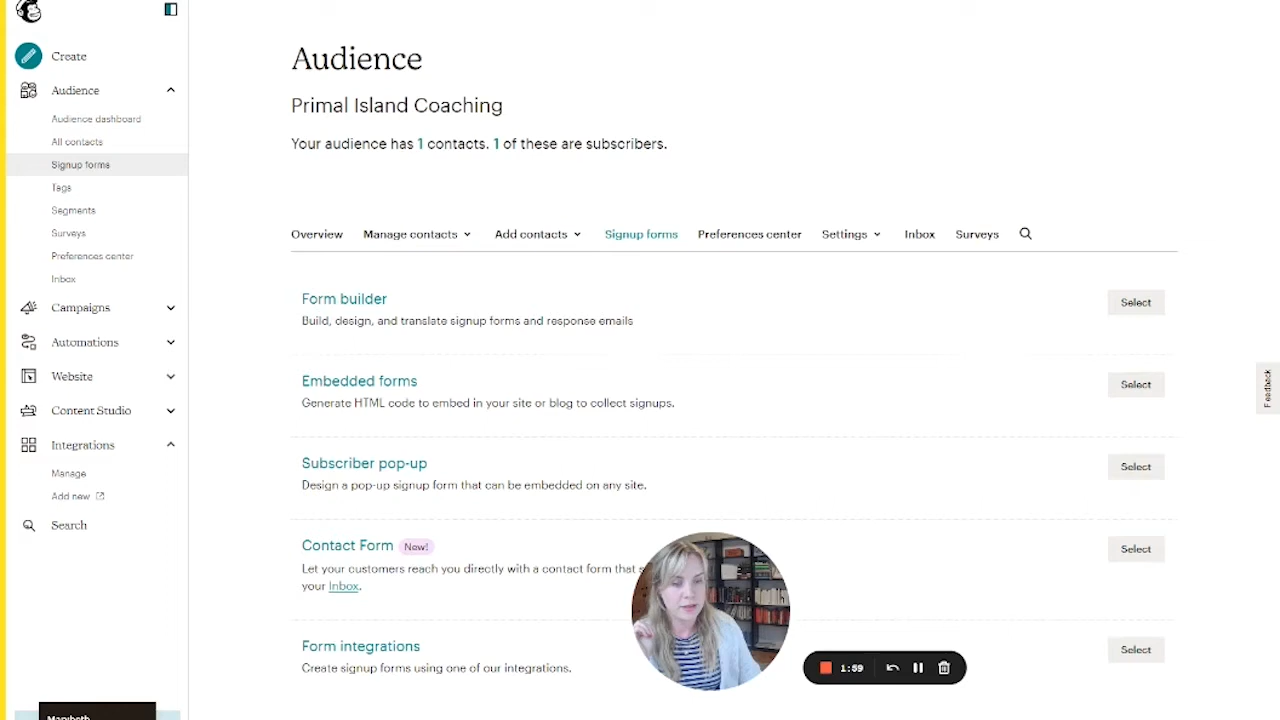 Create
Audience
Audience dashboard
All contacts
Signup forms
Tags
Segments
Surveys
Preferences center
Inbox
Campaigns
Automations
Website
Content Studio
Integrations
Manage
Add new
Search
Audience
Primal Island Coaching
Your audience has 1 contacts. 1 of these are subscribers.
Overview Manage contacts Add contacts Signup forms Preferences center Settings Inbox Surveys
Form builder
Build, design, and translate signup forms and response emails
Select
Embedded forms
Generate HTML code to embed in your site or blog to collect signups.
Select
Subscriber pop-up
Design a pop-up signup form that can be embedded on any site.
Select
Contact Form New!
Let your customers reach you directly with a contact form that
your Inbox.
Select
Form integrations
Create signup forms using one of our integrations.
Select
1:59
Feedback